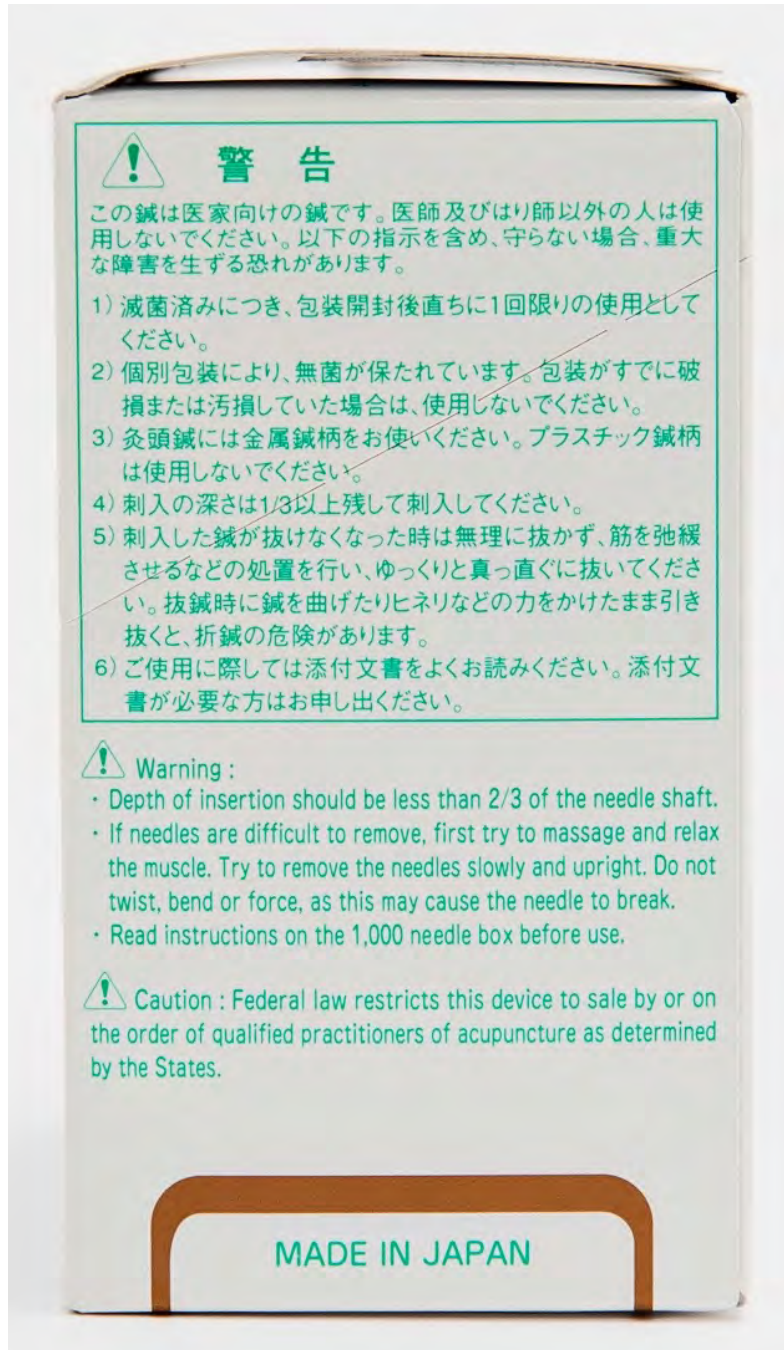 警 告
この鍼は医家向けの鍼です。医師及びはり師以外の人は使
用しないでください。以下の指示を含め、守らない場合、重大
な障害を生ずる恐れがあります。
1）滅菌済みにつき、包装開封後直ちに1回限りの使用として
ください。
2）個別包装により、無菌が保たれています。包装がすでに破
損または汚損していた場合は、使用しないでください。
3）灸頭鍼には金属鍼柄をお使いください。プラスチック鍼柄
は使用しないでください。
4）刺入の深さは1/3以上残して刺入してください。
5）刺入した鍼が抜けなくなった時は無理に抜かず、筋を弛緩
させるなどの処置を行い、ゆっくりと真っ直ぐに抜いてくださ
い。抜鍼時に鍼を曲げたりヒネリなどの力をかけたまま引き
抜くと、折鍼の危険があります。
6）ご使用に際しては添付文書をよくお読みください。添付文
書が必要な方はお申し出ください。
Warning :
・Depth of insertion should be less than 2/3 of the needle shaft.
・If needles are difficult to remove, first try to massage and relax
the muscle. Try to remove the needles slowly and upright. Do not
twist, bend or force, as this may cause the needle to break.
・Read instructions on the 1,000 needle box before use.
Caution : Federal law restricts this device to sale by or on
the order of qualified practitioners of acupuncture as determined
by the States.
MADE IN JAPAN